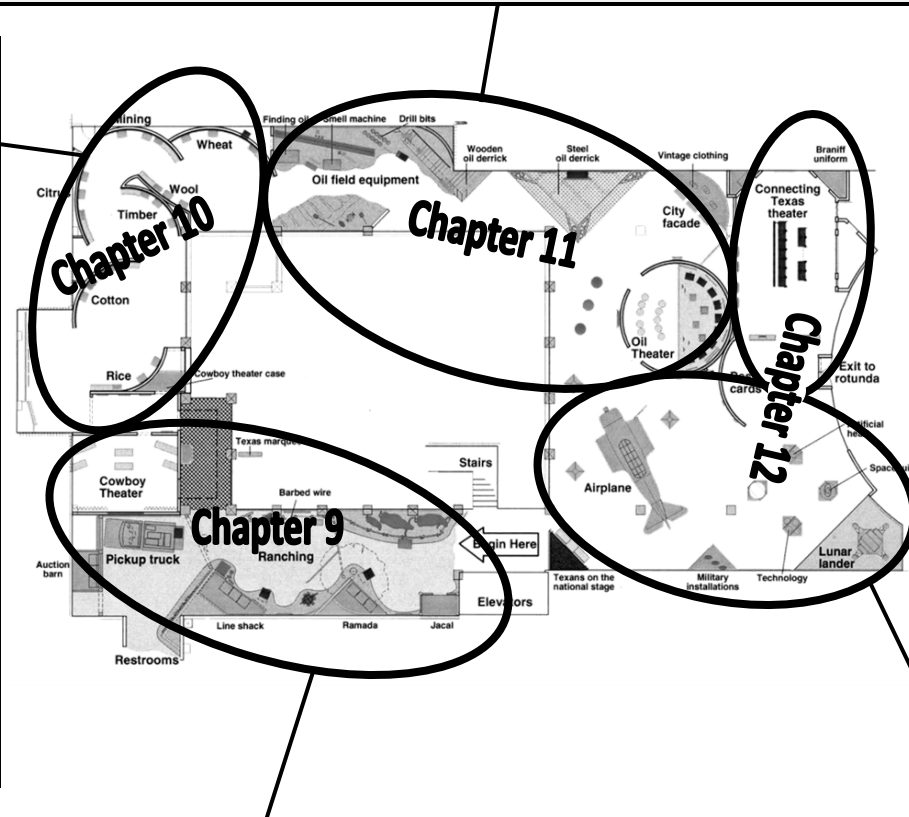 Mining
Wheat
Citrus
Wool
Timber
Chapter 10
Cotton
Rice
Cowboy theater case
Finding oil
Smell machine
Drill bits
Oil field equipment
Wooden
oil derrick
Steel
oil derrick
Chapter 11
Vintage clothing
City
facade
Oil
Theater
Braniff
uniform
Connecting
Texas
theater
Chapter 12
Exit to
rotunda
cards
Airplane
Lunar
lander
Texans on the
national stage
Military
installations
Technology
Texas marquee
Stairs
Cowboy
Theater
Barbed wire
Chapter 9
Ranching
Begin Here
Pickup truck
Auction
barn
Elevators
Line shack
Ramada
Jacal
Restrooms